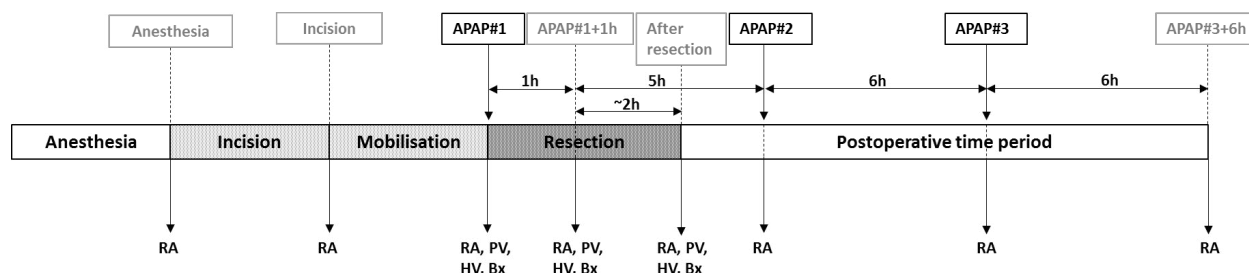 Anesthesia
Incision
APAP#1
APAP#1+1h
After
resection
APAP#2
APAP#3
APAP#3+6h
1h
5h
6h
6h
~2h
Anesthesia
Incision
Mobilisation
Resection
Postoperative time period
RA
RA
RA, PV,
HV, Bx
RA, PV,
HV, Bx
RA, PV,
HV, Bx
RA
RA
RA